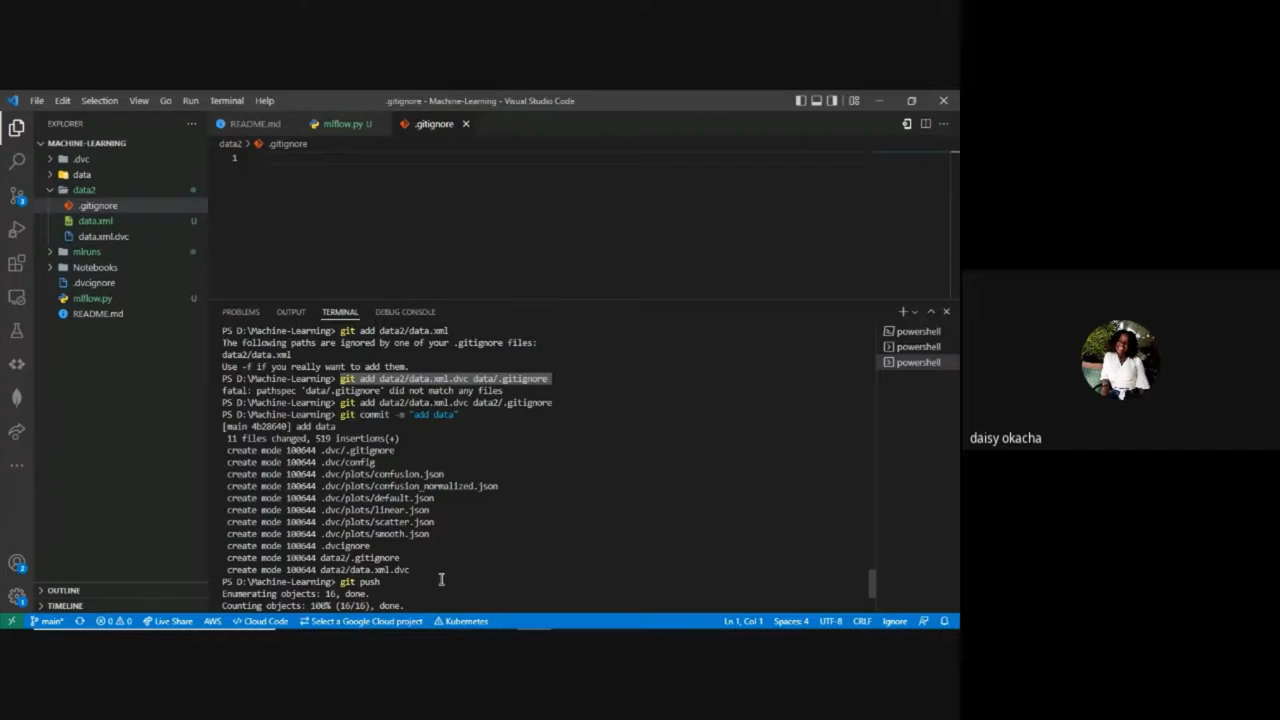 File Edit Selection View Go Run Terminal Help
.gitignore - Machine-Learning - Visual Studio Code
EXPLORER
MACHINE-LEARNING
.dvc
data
data2
.gitignore
data.xml U
data.xml.dvc
mlruns
Notebooks
.dvcignore
mlflow.py U
README.md
OUTLINE
TIMELINE
README.md mlflow.py U .gitignore
data2 > .gitignore
1
PROBLEMS OUTPUT TERMINAL DEBUG CONSOLE
PS D:\Machine-Learning> git add data2/data.xml
The following paths are ignored by one of your .gitignore files:
data2/data.xml
Use -f if you really want to add them.
PS D:\Machine-Learning> git add data2/data.xml.dvc data/.gitignore
fatal: pathspec 'data/.gitignore' did not match any files
PS D:\Machine-Learning> git add data2/data.xml.dvc data2/.gitignore
PS D:\Machine-Learning> git commit -m "add data"
[main 4b28640] add data
11 files changed, 519 insertions(+)
create mode 100644 .dvc/.gitignore
create mode 100644 .dvc/config
create mode 100644 .dvc/plots/confusion.json
create mode 100644 .dvc/plots/confusion_normalized.json
create mode 100644 .dvc/plots/default.json
create mode 100644 .dvc/plots/linear.json
create mode 100644 .dvc/plots/scatter.json
create mode 100644 .dvc/plots/smooth.json
create mode 100644 .dvcignore
create mode 100644 data2/.gitignore
create mode 100644 data2/data.xml.dvc
PS D:\Machine-Learning> git push
Enumerating objects: 16, done.
Counting objects: 100% (16/16), done.
powershell
powershell
powershell
main* 0 0 Live Share AWS Cloud Code Select a Google Cloud project Kubernetes
Ln 1, Col 1 Spaces: 4 UTF-8 CRLF Ignore
daisy okacha